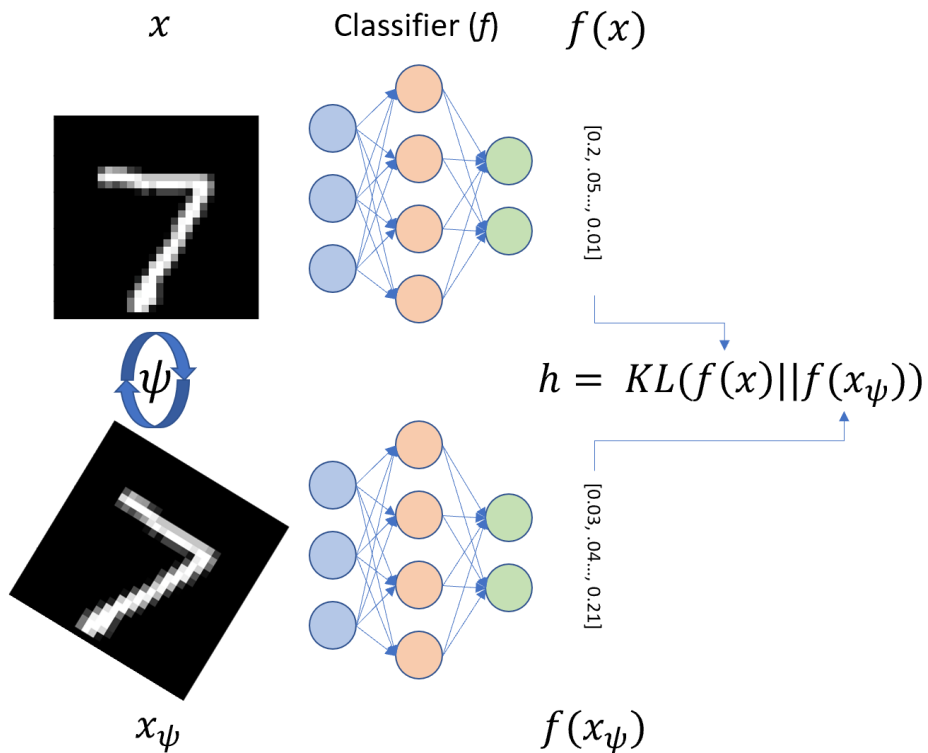 x
Classifier (f)
f(x)
[0.2, .05..., 0.01]
ψ
h = KL(f(x)||f(x_ψ))
[0.03, .04..., 0.21]
x_ψ
f(x_ψ)